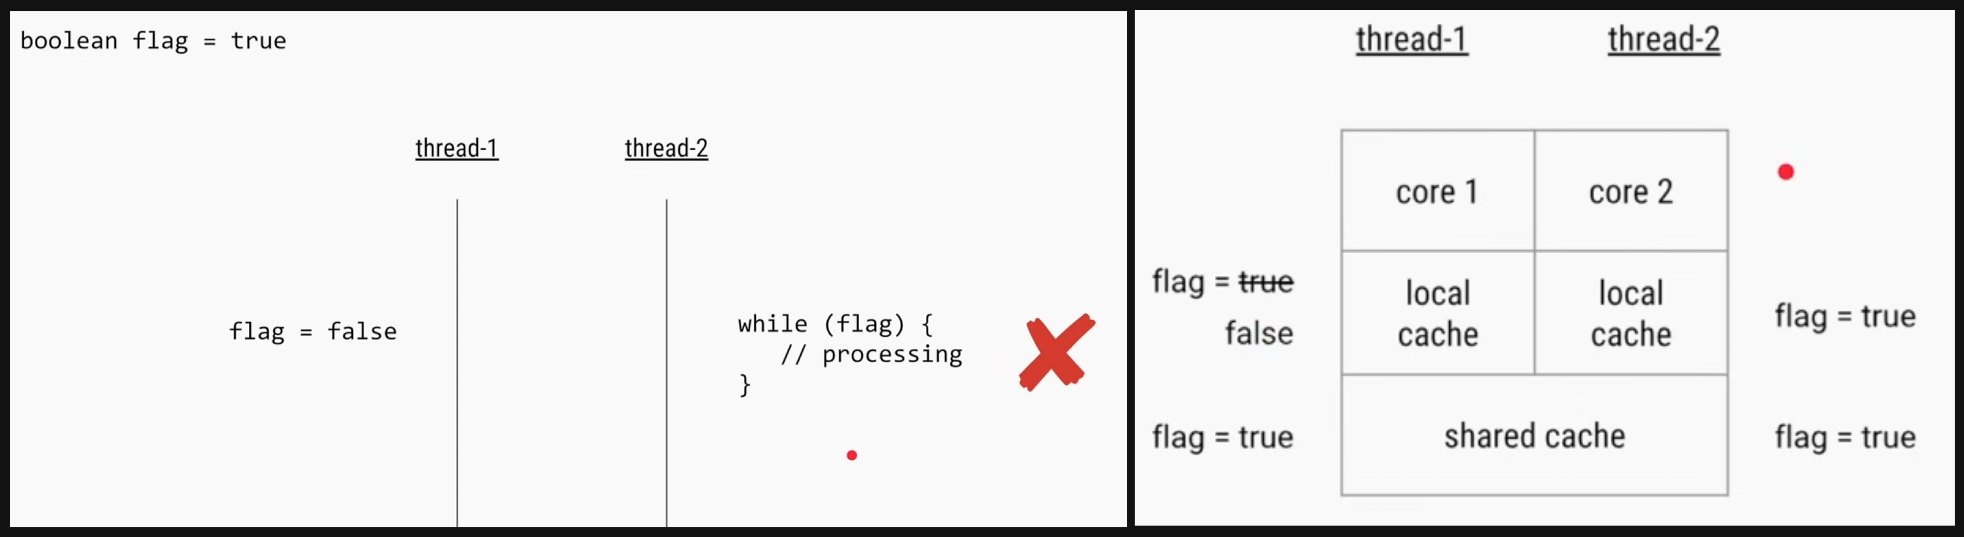 boolean flag = true
thread-1
thread-2
flag = false
while (flag) {
// processing
}
thread-1
thread-2
core 1
core 2
flag = true
false
local
cache
local
cache
flag = true
flag = true
shared cache
flag = true